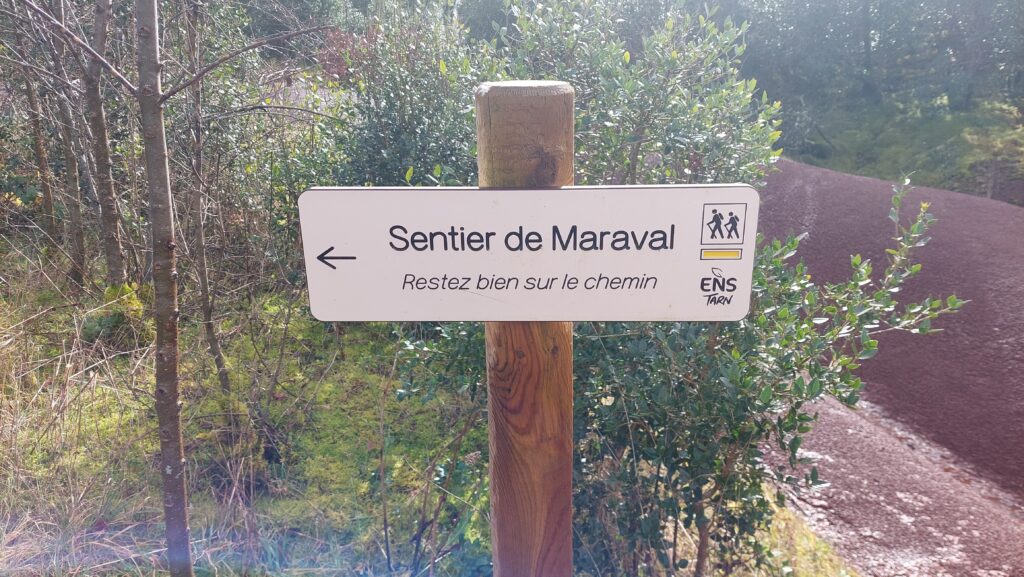 Sentier de Maraval
Restez bien sur le chemin
ENS
TARN